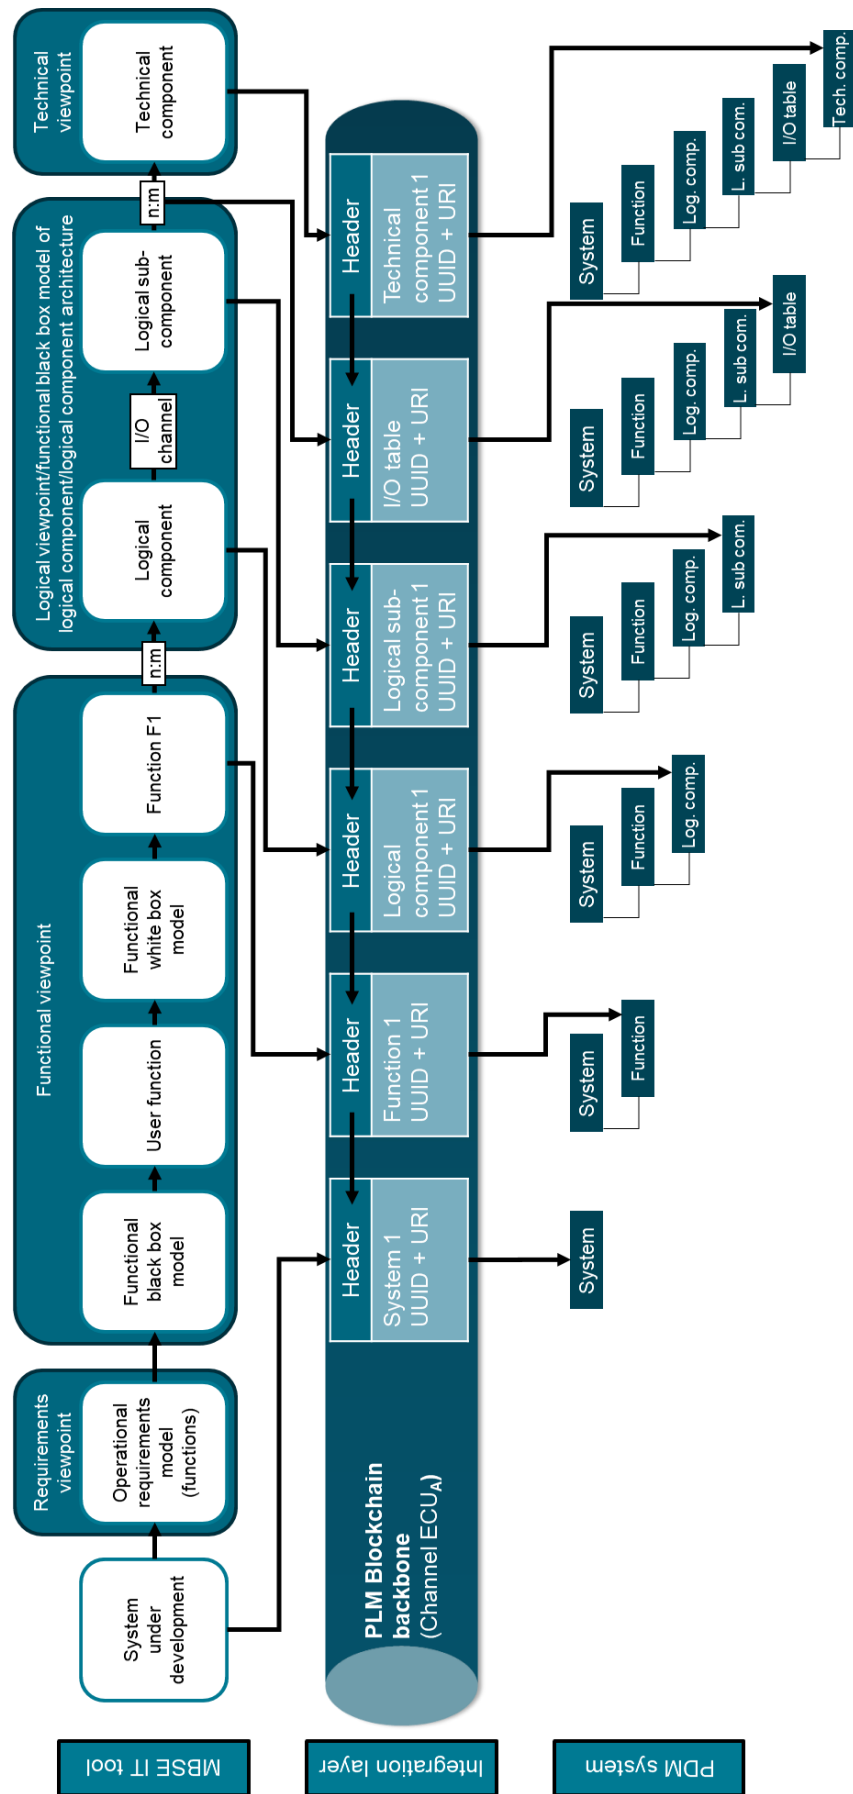 MBSE IT tool
System
under
development
Requirements
viewpoint
Operational
requirements
model
(functions)
Functional viewpoint
Functional
black box
model
User function
Functional
white box
model
Function F1
n:m
Logical viewpoint/functional black box model of
logical component/logical component architecture
Logical
component
I/O
channel
Logical sub-
component
n:m
Technical
viewpoint
Technical
component
Integration layer
PLM Blockchain
backbone
(Channel ECUA)
Header
System 1
UUID + URI
Header
Function 1
UUID + URI
Header
Logical
component 1
UUID + URI
Header
Logical sub-
component 1
UUID + URI
Header
I/O table
UUID + URI
Header
Technical
component 1
UUID + URI
PDM system
System
System
Function
System
Function
Log. comp.
System
Function
Log. comp.
L. sub com.
System
Function
Log. comp.
L. sub com.
I/O table
System
Function
Log. comp.
L. sub com.
I/O table
Tech. comp.